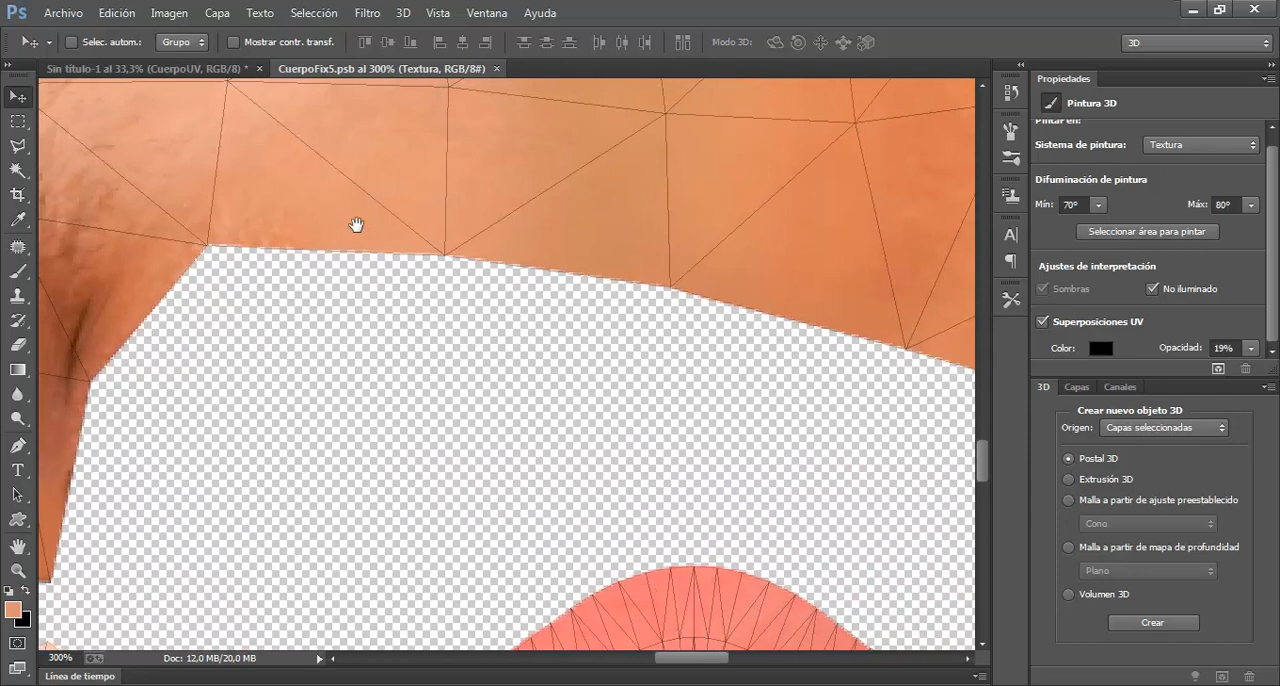 Ps Archivo Edición Imagen Capa Texto Selección Filtro 3D Vista Ventana Ayuda
Selec. autom.: Grupo Mostrar contr. transf. Modo 3D: 3D
Sin título-1 al 33,3% (CuerpoUV, RGB/8) * × CuerpoFix5.psb al 300% (Textura, RGB/8#) ×
Propiedades
Pintura 3D
Pintar en:
Sistema de pintura: Textura
Difuminación de pintura
Mín: 70° Máx: 80°
Seleccionar área para pintar
Ajustes de interpretación
Sombras No iluminado
Superposiciones UV
Color: Opacidad: 19%
3D Capas Canales
Crear nuevo objeto 3D
Origen: Capas seleccionadas
Postal 3D
Extrusión 3D
Malla a partir de ajuste preestablecido
Cono
Malla a partir de mapa de profundidad
Plano
Volumen 3D
Crear
300% Doc: 12,0 MB/20,0 MB
Línea de tiempo